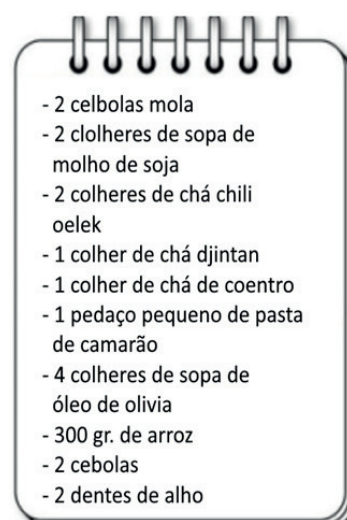 - 2 celbolas mola
- 2 clolheres de sopa de
molho de soja
- 2 colheres de chá chili
oelek
- 1 colher de chá djintan
- 1 colher de chá de coentro
- 1 pedaço pequeno de pasta
de camarão
- 4 colheres de sopa de
óleo de olivia
- 300 gr. de arroz
- 2 cebolas
- 2 dentes de alho